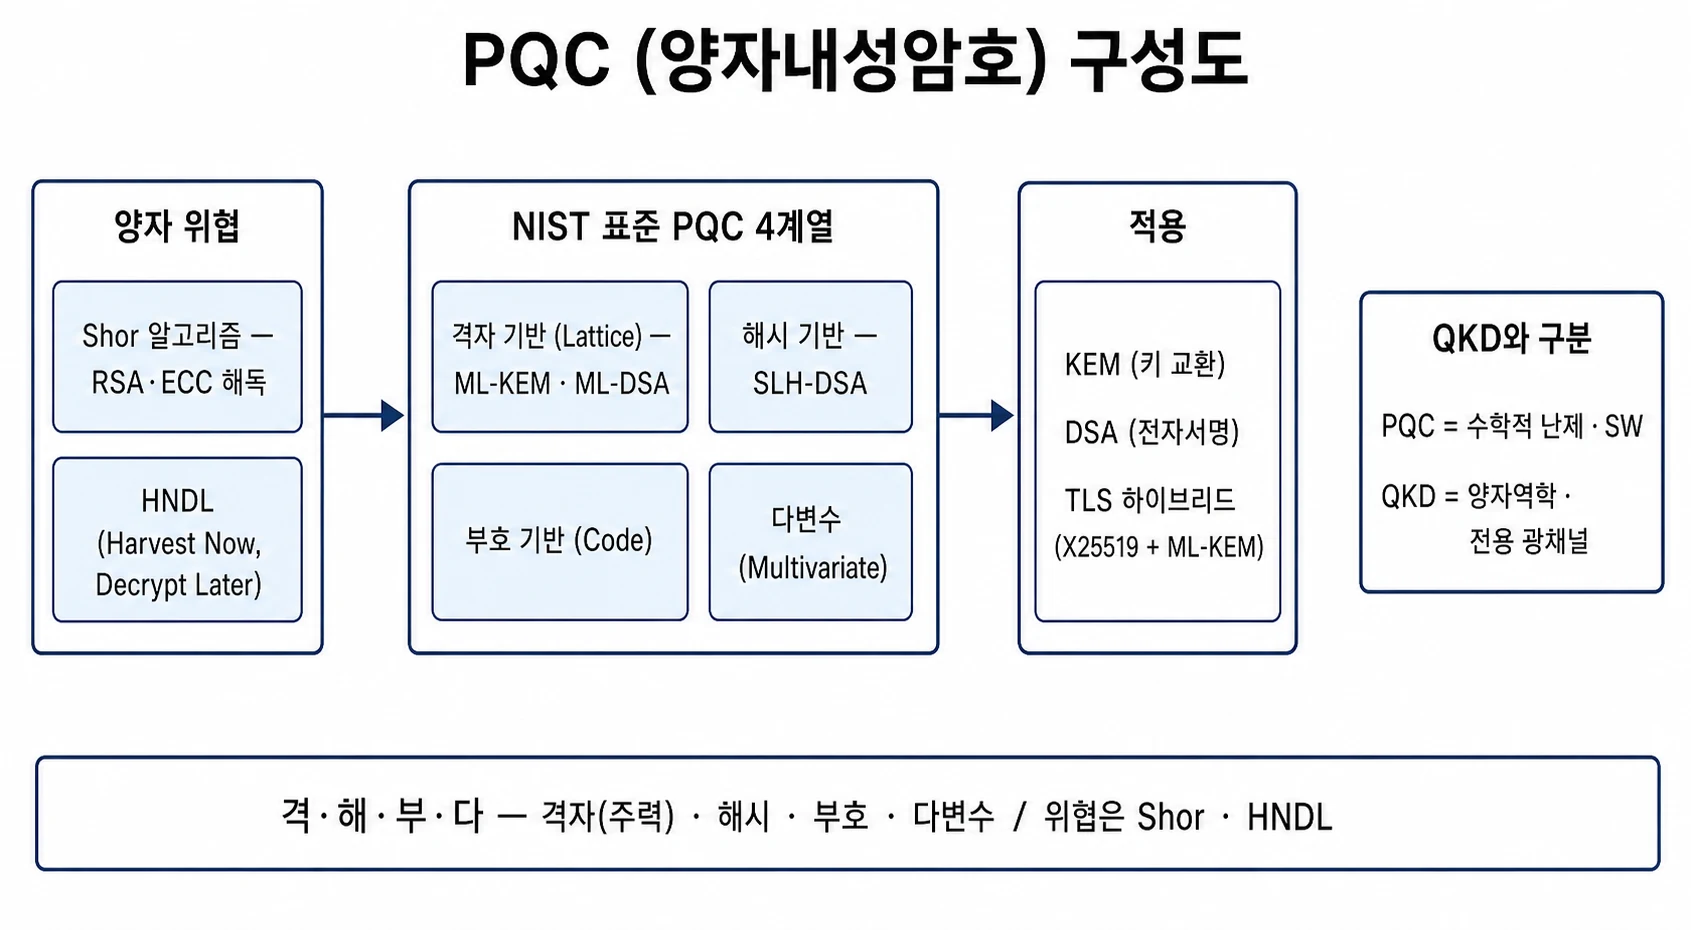 PQC (양자내성암호) 구성도
양자 위협
Shor 알고리즘 —
RSA · ECC 해독
HNDL
(Harvest Now,
Decrypt Later)
NIST 표준 PQC 4계열
격자 기반 (Lattice) —
ML-KEM · ML-DSA
해시 기반 —
SLH-DSA
부호 기반 (Code)
다변수
(Multivariate)
적용
KEM (키 교환)
DSA (전자서명)
TLS 하이브리드
(X25519 + ML-KEM)
QKD와 구분
PQC = 수학적 난제 · SW
QKD = 양자역학 ·
전용 광채널
격 · 해 · 부 · 다 — 격자(주력) · 해시 · 부호 · 다변수 / 위협은 Shor · HNDL